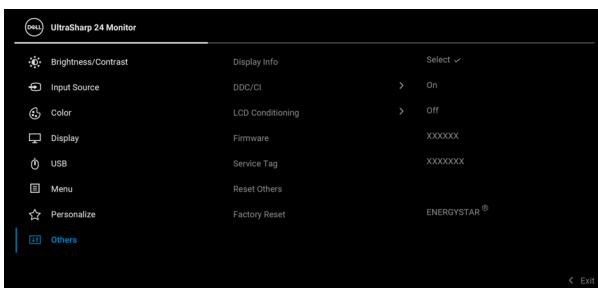 DELL UltraSharp 24 Monitor
Brightness/Contrast Display Info Select ✓
Input Source DDC/CI > On
Color LCD Conditioning > Off
Display Firmware XXXXXX
USB Service Tag XXXXXXX
Menu Reset Others
Personalize Factory Reset ENERGYSTAR ®
Others
< Exit